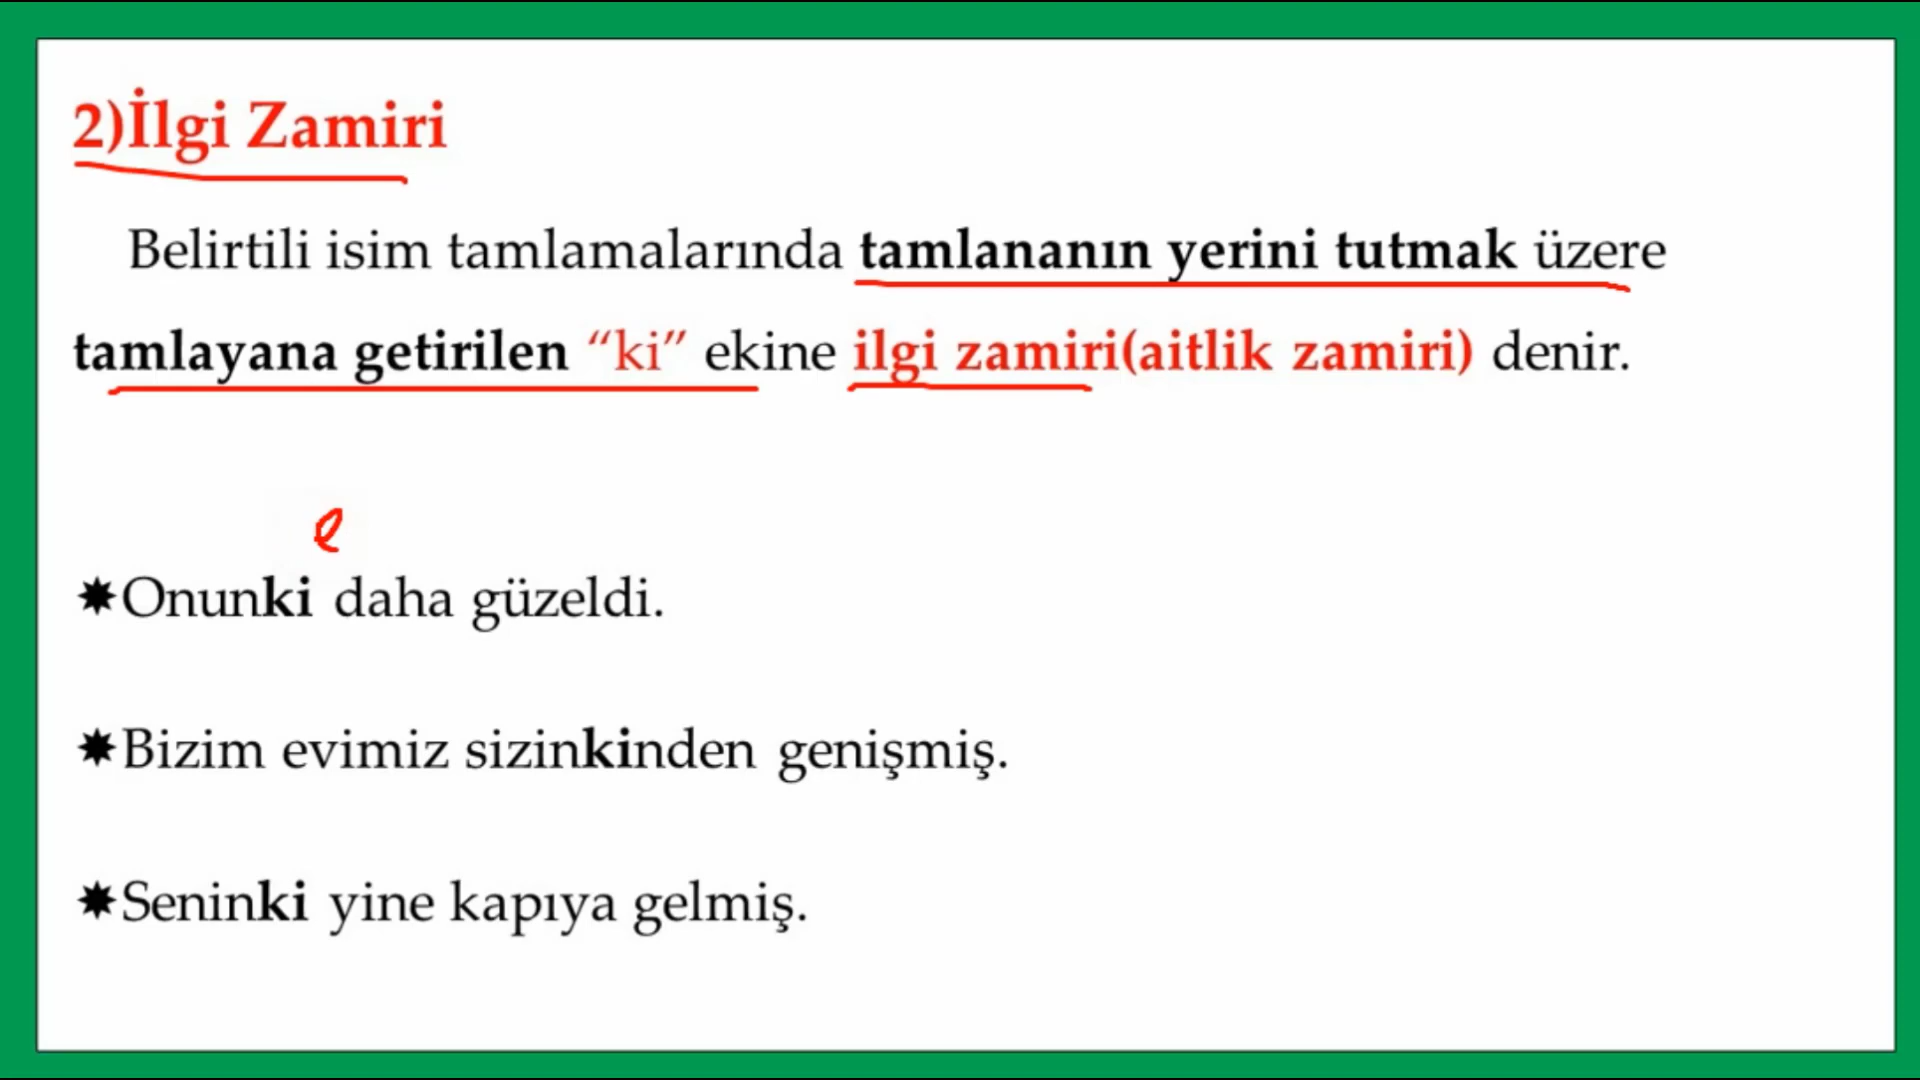 2)İlgi Zamiri
Belirtili isim tamlamalarında tamlananın yerini tutmak üzere
tamlayana getirilen “ki” ekine ilgi zamiri(aitlik zamiri) denir.
e
✷Onunki daha güzeldi.
✷Bizim evimiz sizinkinden genişmiş.
✷Seninki yine kapıya gelmiş.